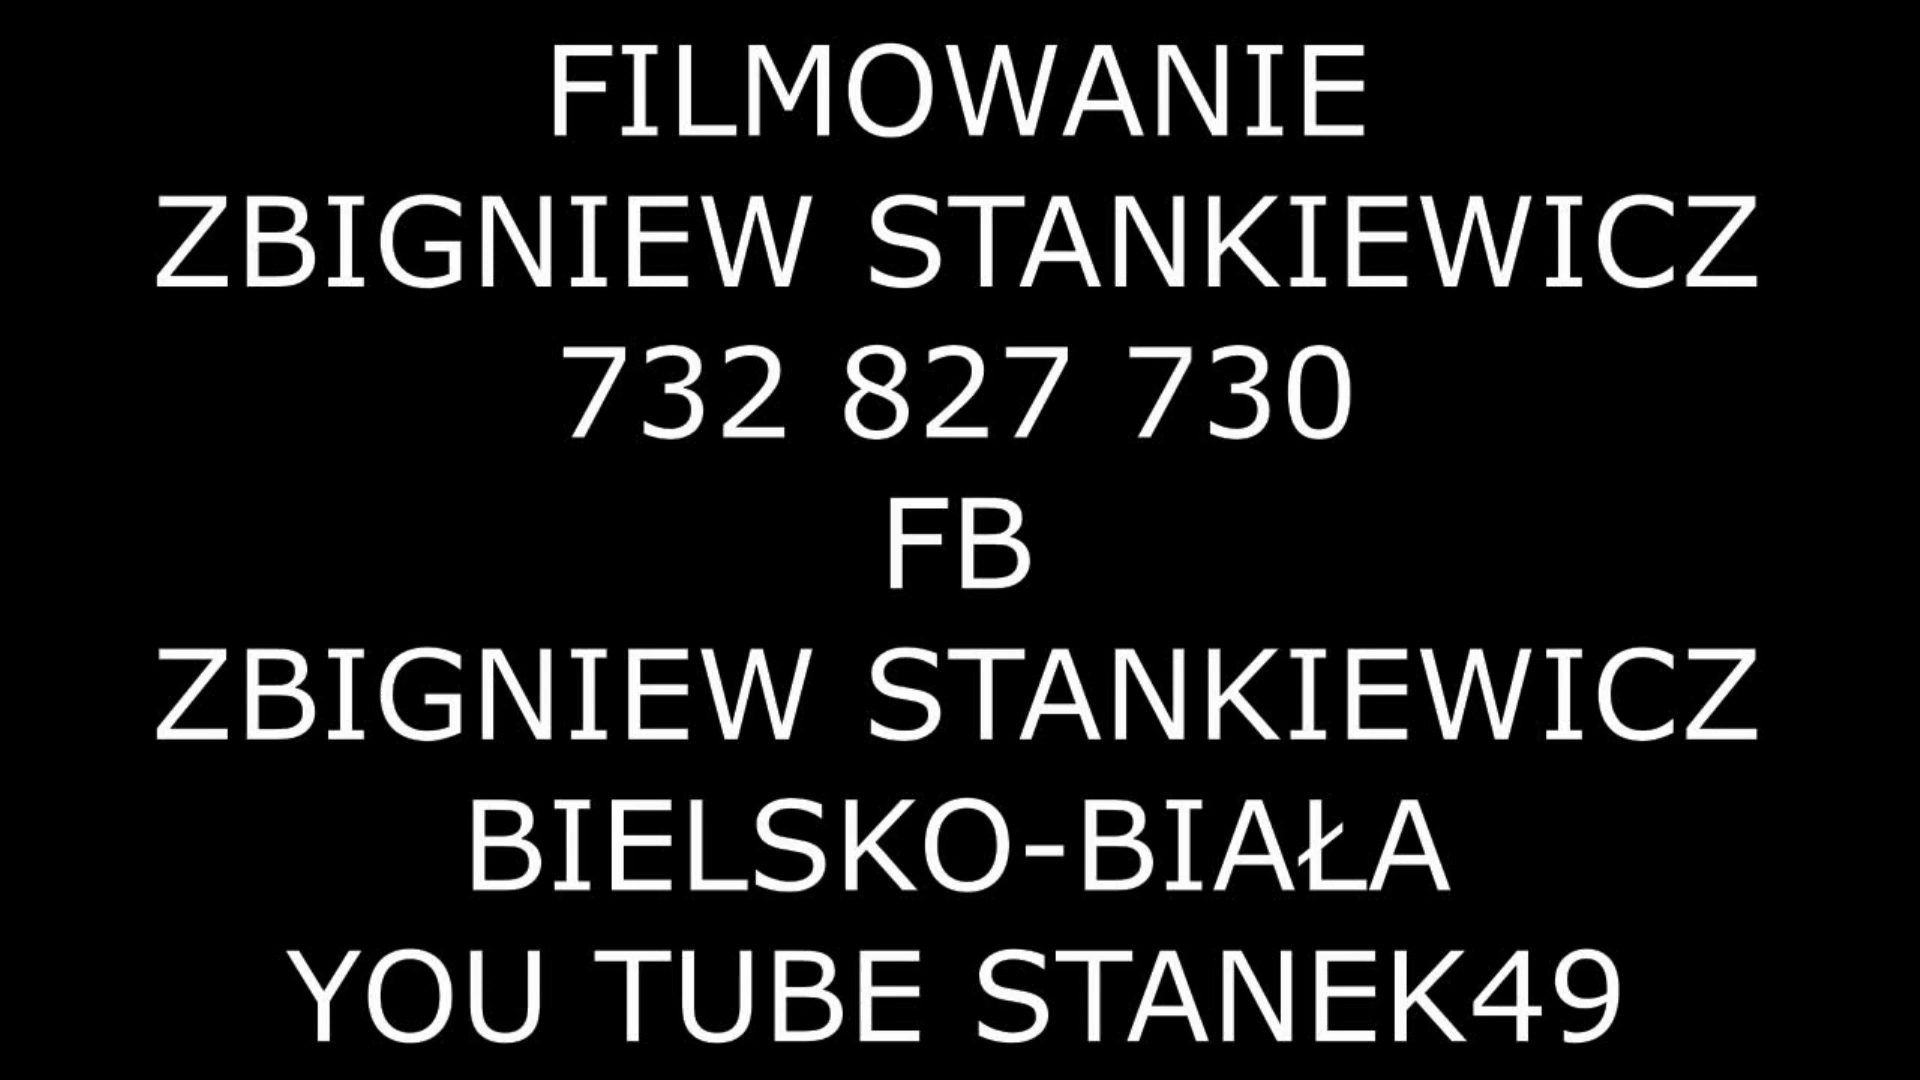 FILMOWANIE
ZBIGNIEW STANKIEWICZ
732 827 730
FB
ZBIGNIEW STANKIEWICZ
BIELSKO-BIAŁA
YOU TUBE STANEK49